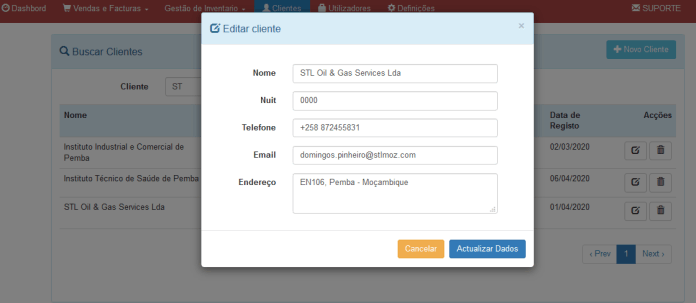 Dashbord Vendas e Facturas Gestão de Inventario Clientes Utilizadores Definições SUPORTE
Editar cliente ×
Buscar Clientes
Novo Cliente
Nome STL Oil & Gas Services Lda
Nuit 0000
Telefone +258 872455831
Email domingos.pinheiro@stlmoz.com
Endereço EN106, Pemba - Moçambique
Cancelar Actualizar Dados
Cliente ST
Nome Data de Registo Acções
Instituto Industrial e Comercial de
Pemba 02/03/2020
Instituto Técnico de Saúde de Pemba 06/04/2020
STL Oil & Gas Services Lda 01/04/2020
‹ Prev 1 Next ›